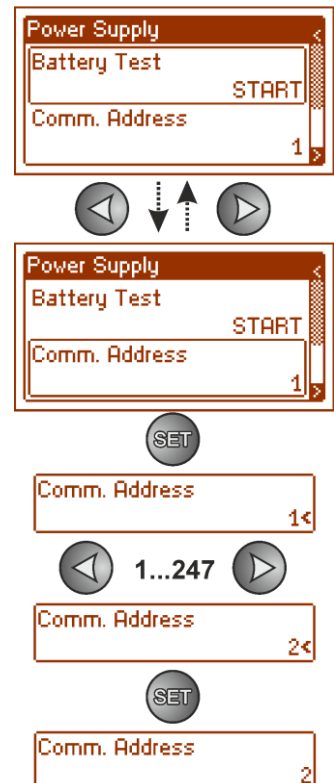 Power Supply
Battery Test
START
Comm. Address
1
Power Supply
Battery Test
START
Comm. Address
1
SET
Comm. Address
1<
1...247
Comm. Address
2<
SET
Comm. Address
2